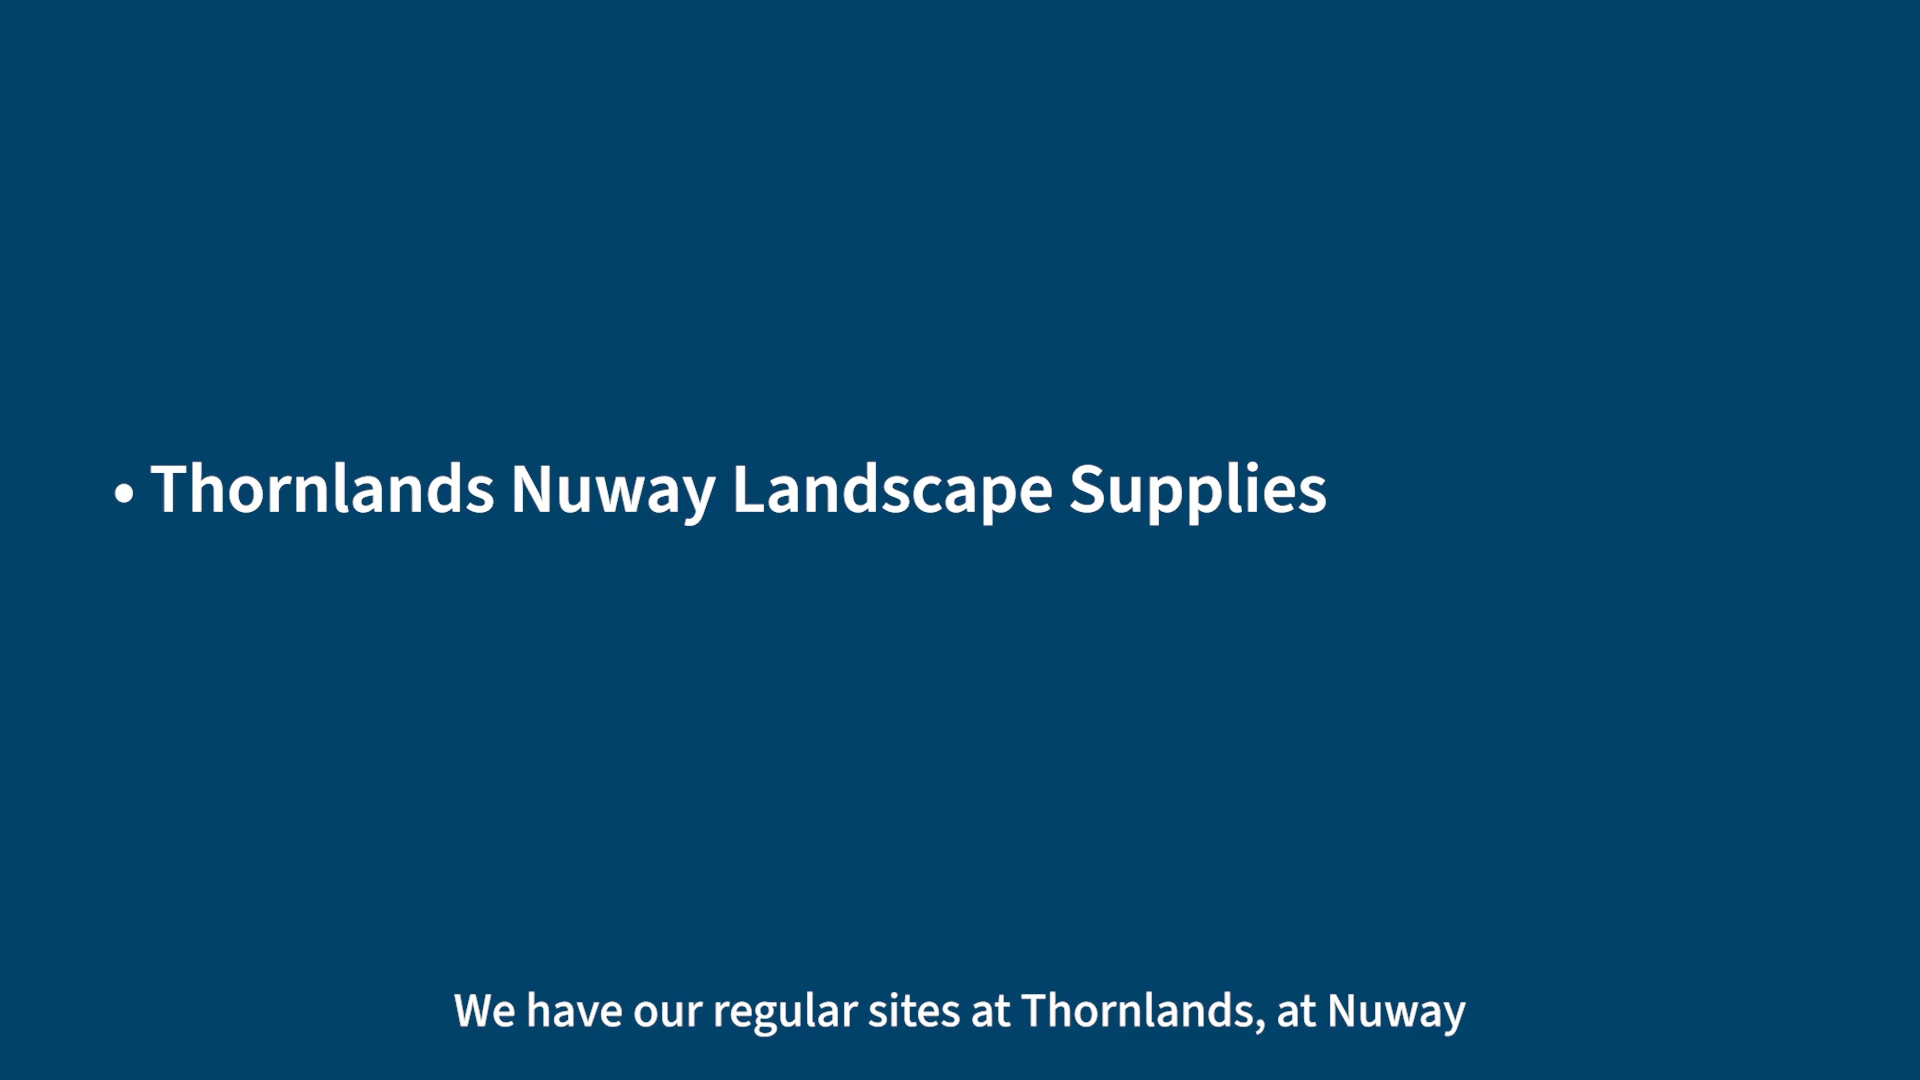 • Thornlands Nuway Landscape Supplies
We have our regular sites at Thornlands, at Nuway